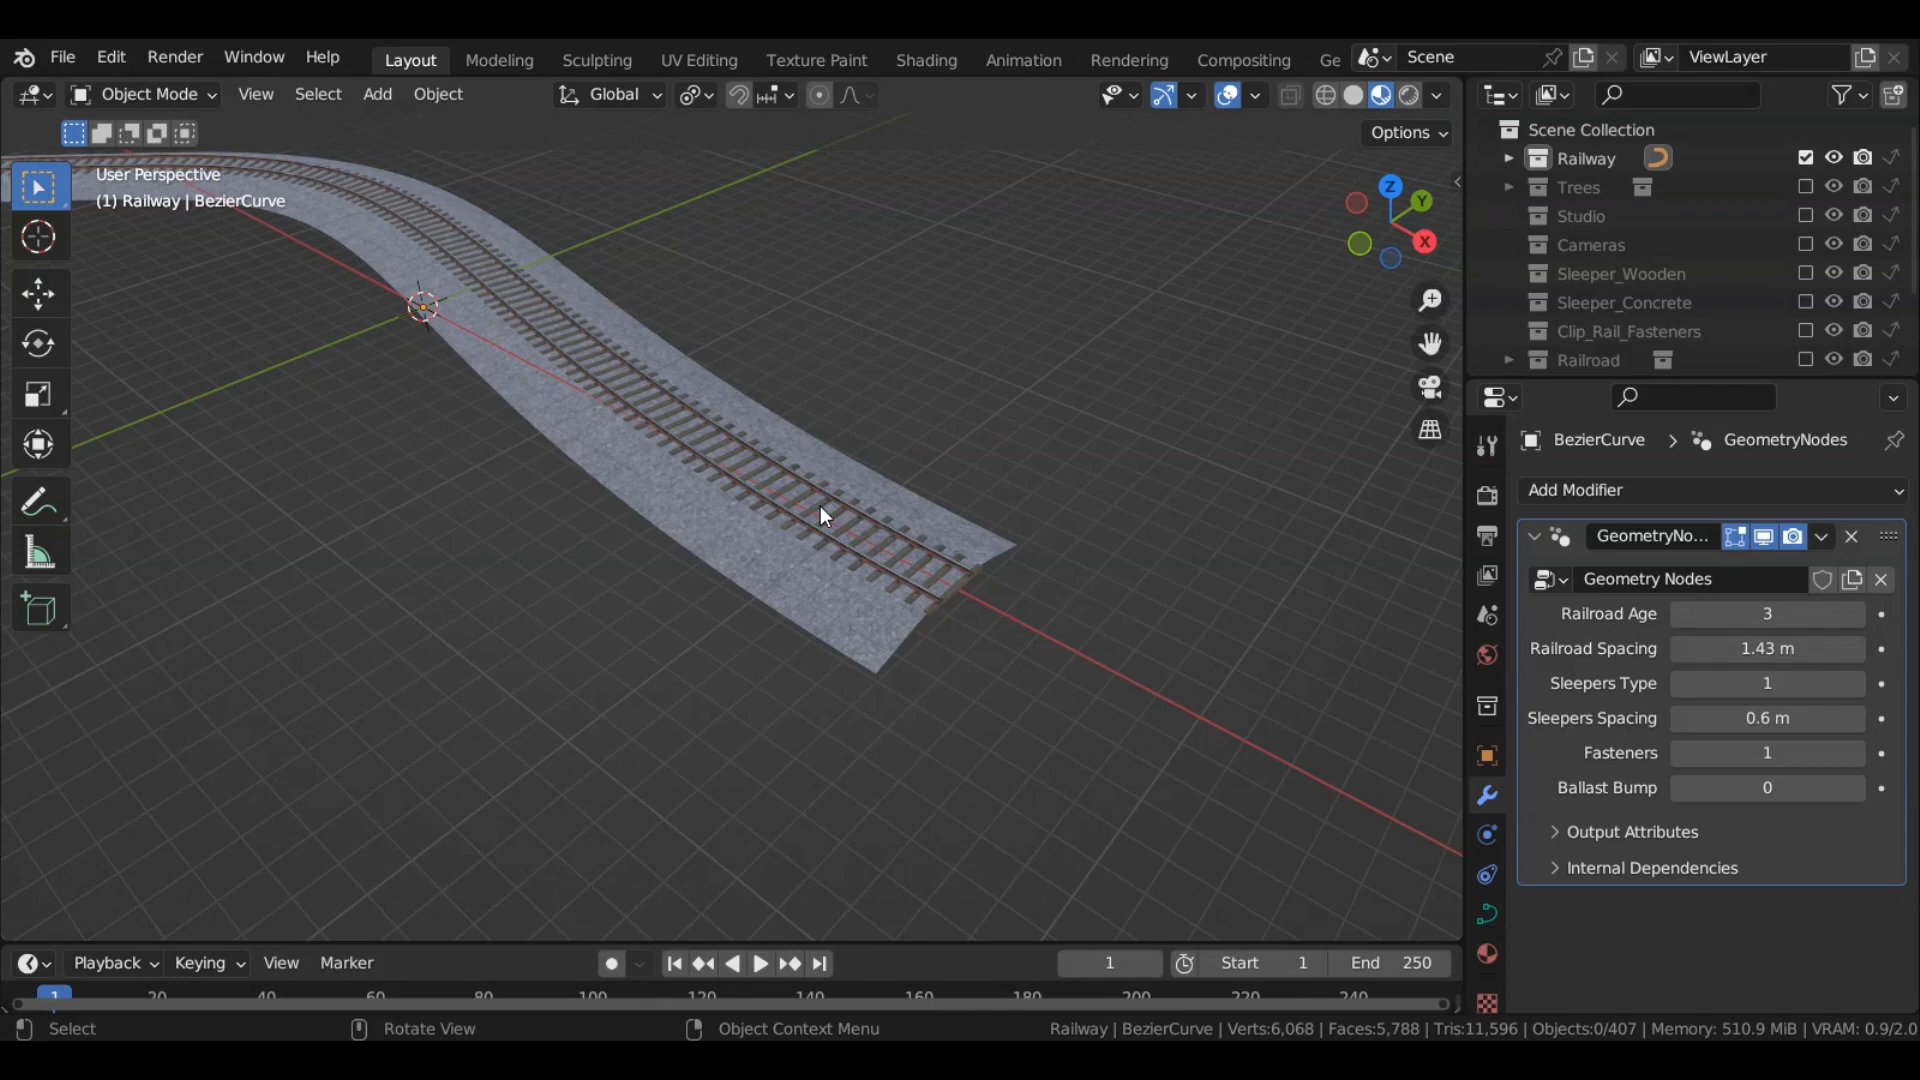 File Edit Render Window Help Layout Modeling Sculpting UV Editing Texture Paint Shading Animation Rendering Compositing Ge Scene ViewLayer
Object Mode View Select Add Object Global
Options
User Perspective
(1) Railway | BezierCurve
Z
Y
X
Scene Collection
Railway
Trees
Studio
Cameras
Sleeper_Wooden
Sleeper_Concrete
Clip_Rail_Fasteners
Railroad
BezierCurve > GeometryNodes
Add Modifier
GeometryNo...
Geometry Nodes
Railroad Age 3
Railroad Spacing 1.43 m
Sleepers Type 1
Sleepers Spacing 0.6 m
Fasteners 1
Ballast Bump 0
Output Attributes
Internal Dependencies
Playback Keying View Marker 1 Start 1 End 250
1 20 40 60 80 100 120 140 160 180 200 220 240
Select Rotate View Object Context Menu Railway | BezierCurve | Verts:6,068 | Faces:5,788 | Tris:11,596 | Objects:0/407 | Memory: 510.9 MiB | VRAM: 0.9/2.0